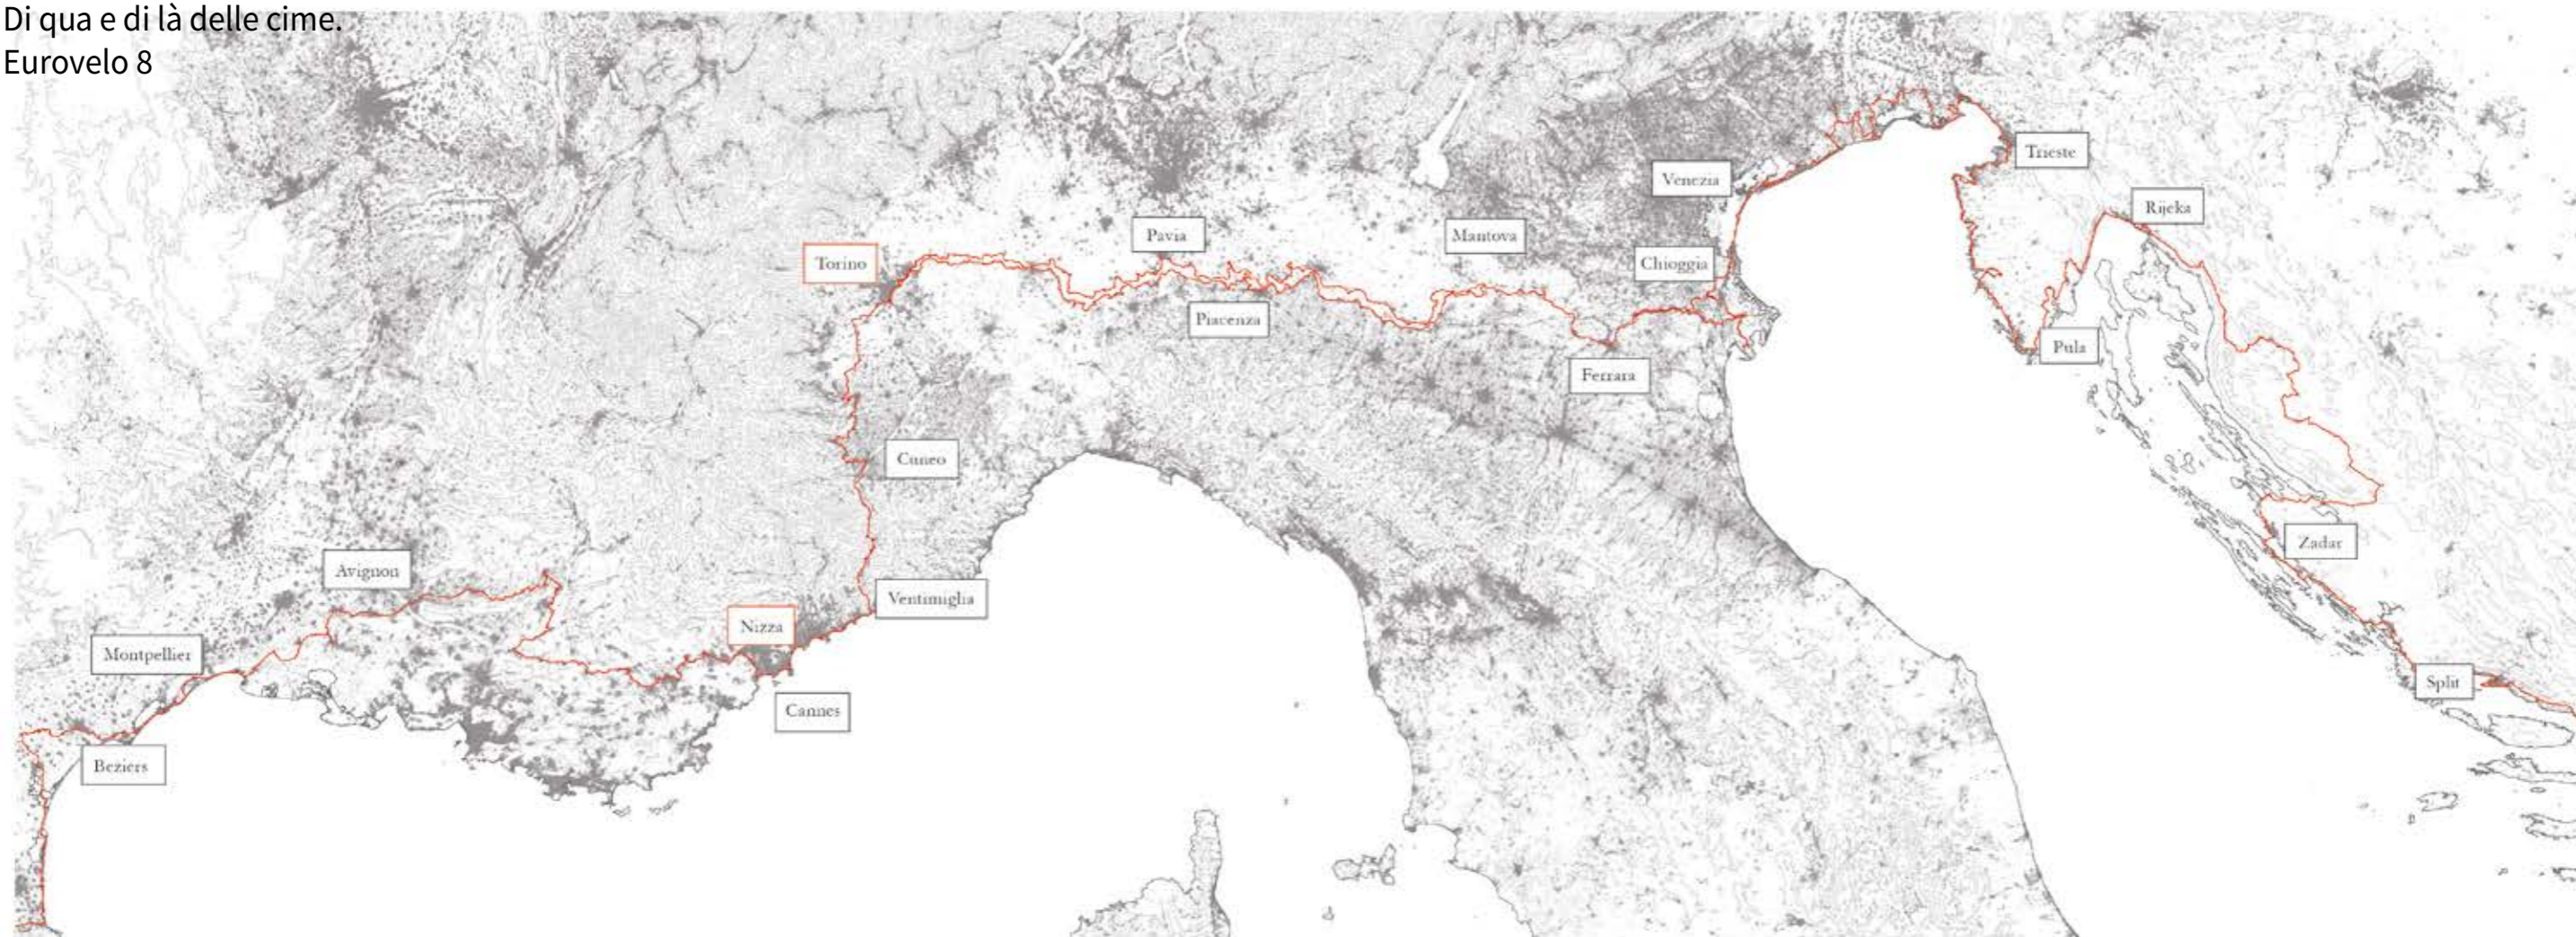 Di qua e di là delle cime.
Eurovelo 8
Trieste
Venezia
Rijeka
Pavia
Mantova
Torino
Chioggia
Piacenza
Pula
Ferrara
Cuneo
Zadar
Avignon
Ventimiglia
Nizza
Montpellier
Split
Cannes
Beziers